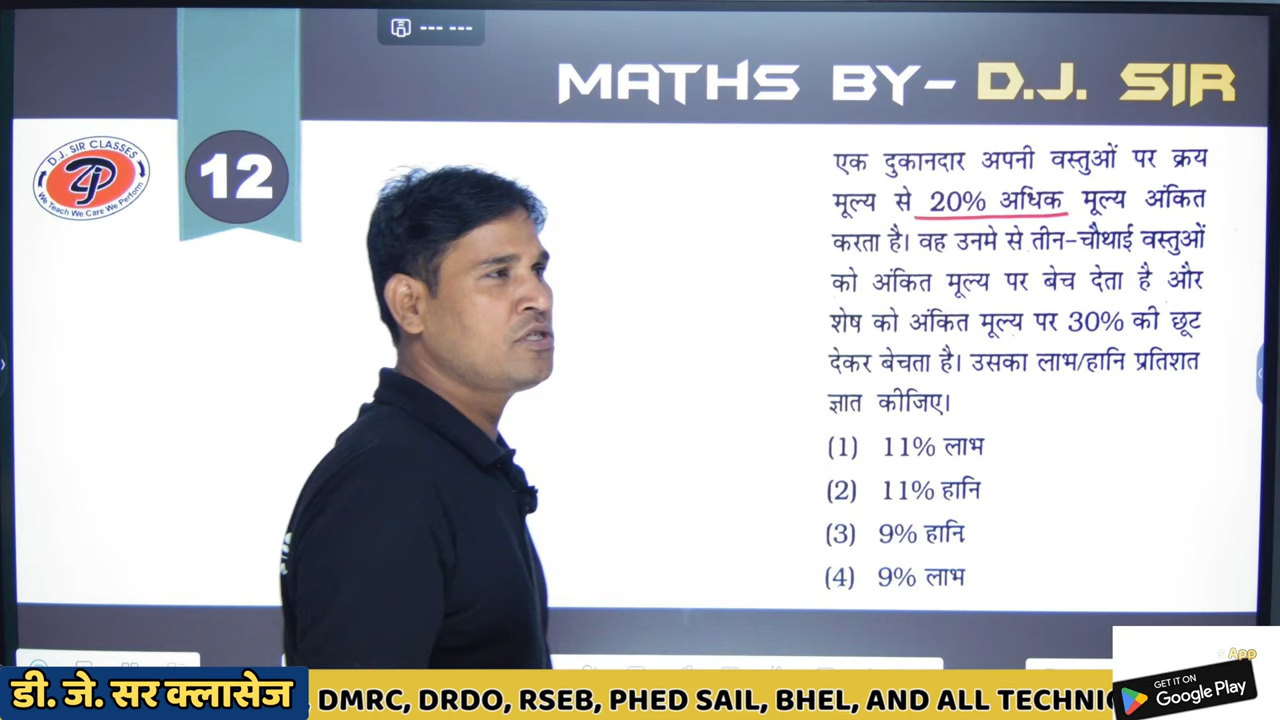 MATHS BY- D.J. SIR
D.J. SIR CLASSES
We Teach We Care We Perform
12
एक दुकानदार अपनी वस्तुओं पर क्रय
मूल्य से 20% अधिक मूल्य अंकित
करता है। वह उनमे से तीन-चौथाई वस्तुओं
को अंकित मूल्य पर बेच देता है और
शेष को अंकित मूल्य पर 30% की छूट
देकर बेचता है। उसका लाभ/हानि प्रतिशत
ज्ञात कीजिए।
(1) 11% लाभ
(2) 11% हानि
(3) 9% हानि
(4) 9% लाभ
डी. जे. सर क्लासेज
, DMRC, DRDO, RSEB, PHED SAIL, BHEL, AND ALL TECHNIC
s App
GET IT ON
Google Play